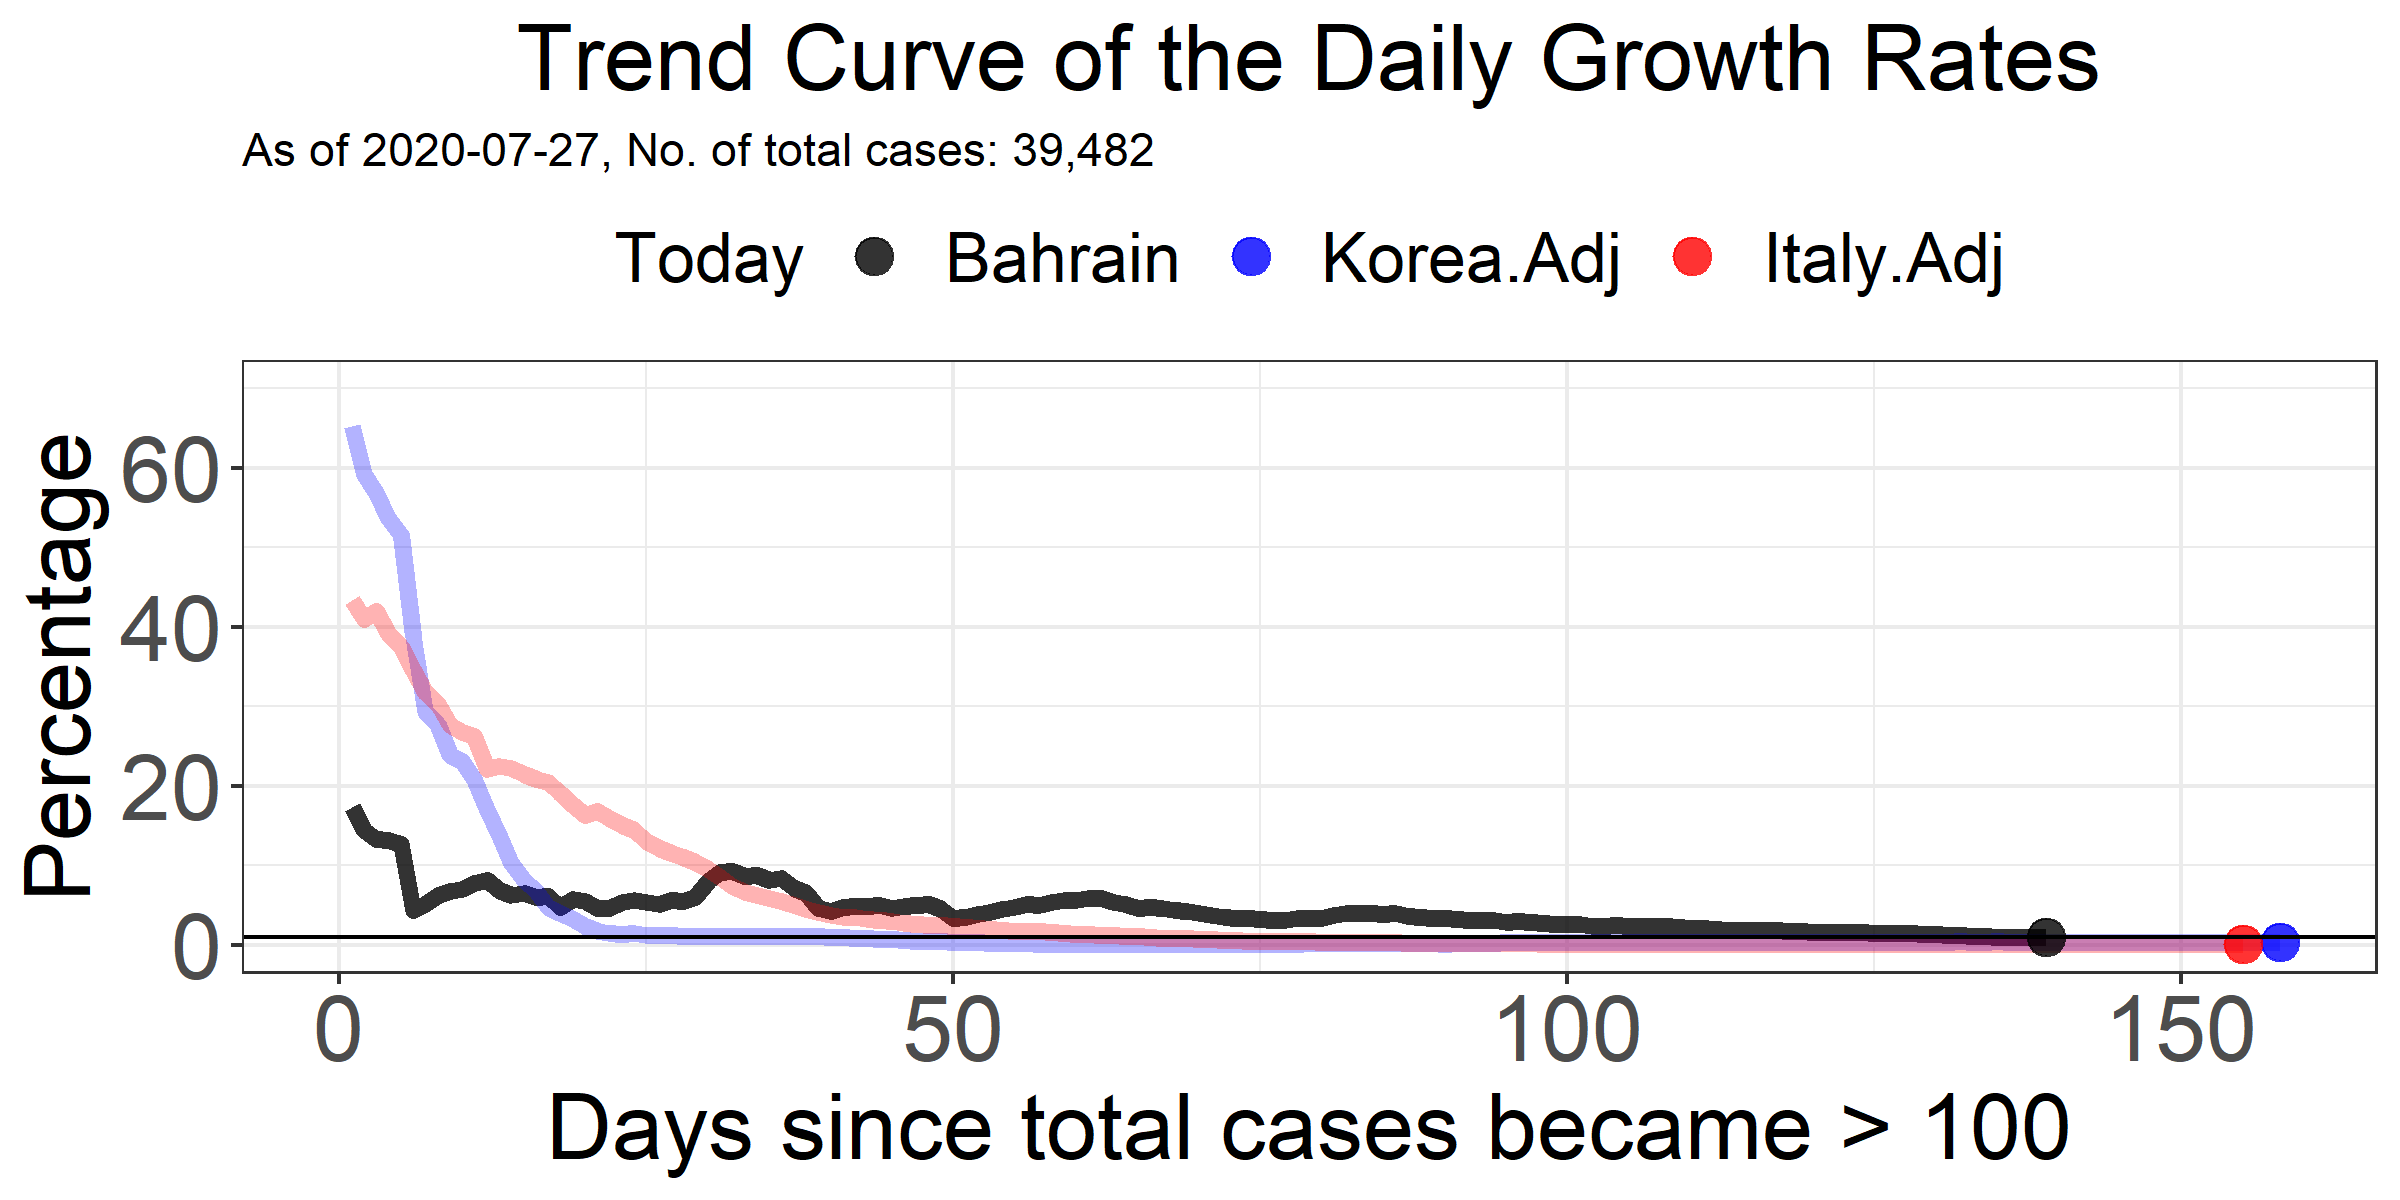 Trend Curve of the Daily Growth Rates
As of 2020-07-27, No. of total cases: 39,482
Today Bahrain Korea.Adj Italy.Adj
Percentage
60
40
20
0
0 50 100 150
Days since total cases became > 100